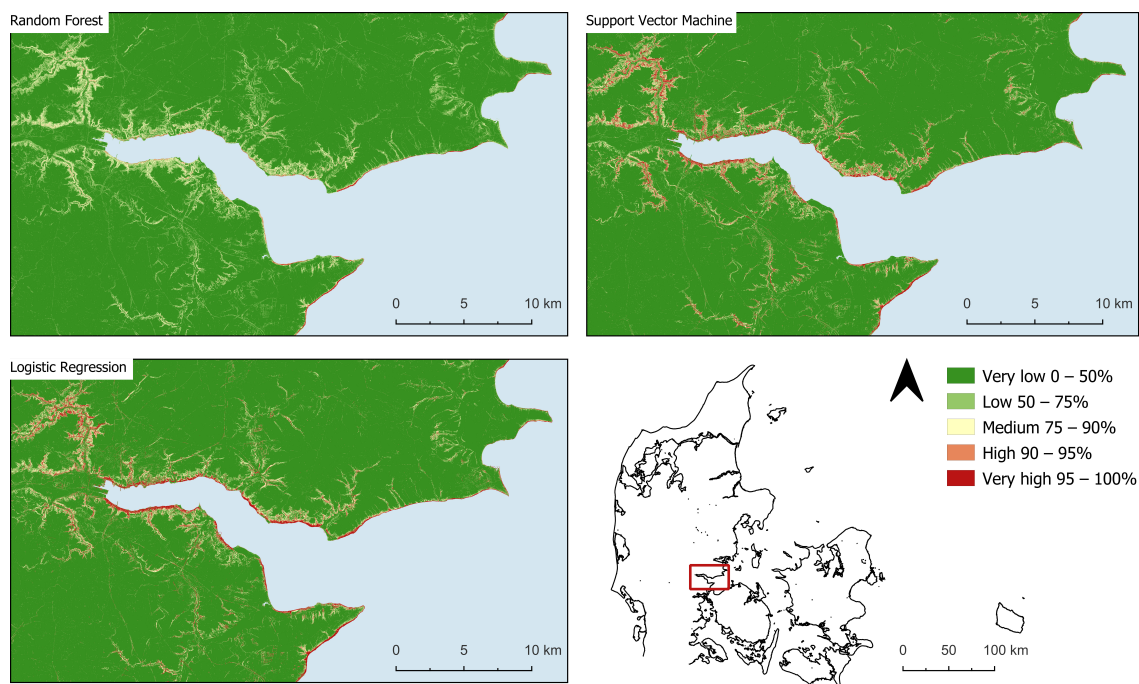 Random Forest
0 5 10 km
Support Vector Machine
0 5 10 km
Logistic Regression
0 5 10 km
Very low 0 – 50%
Low 50 – 75%
Medium 75 – 90%
High 90 – 95%
Very high 95 – 100%
0 50 100 km